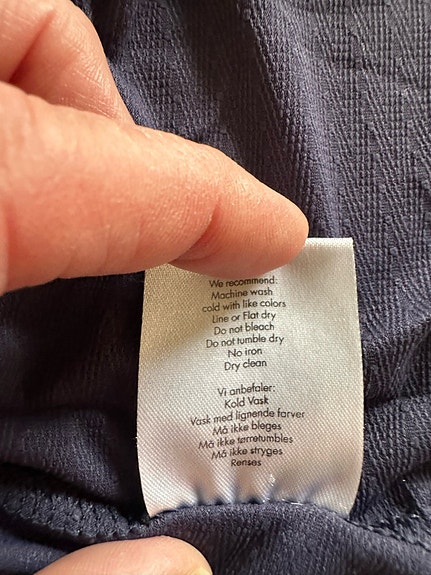 We recommend:
Machine wash
cold with like colors
Line or Flat dry
Do not bleach
Do not tumble dry
No iron
Dry clean
Vi anbefaler:
Kold Vask
Vask med lignende farver
Må ikke bleges
Må ikke tørretumbles
Må ikke stryges
Renses